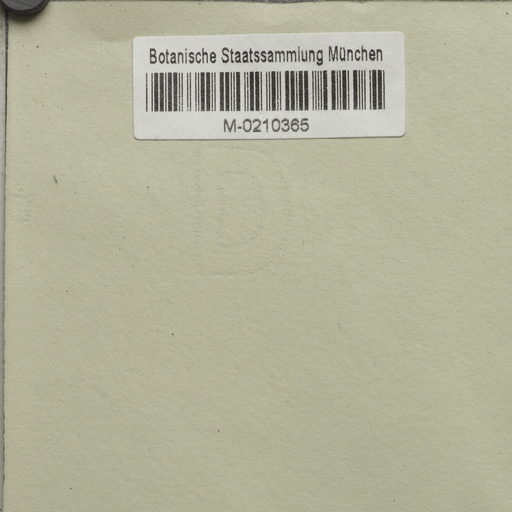 Botanische Staatssammlung München
M-0210365